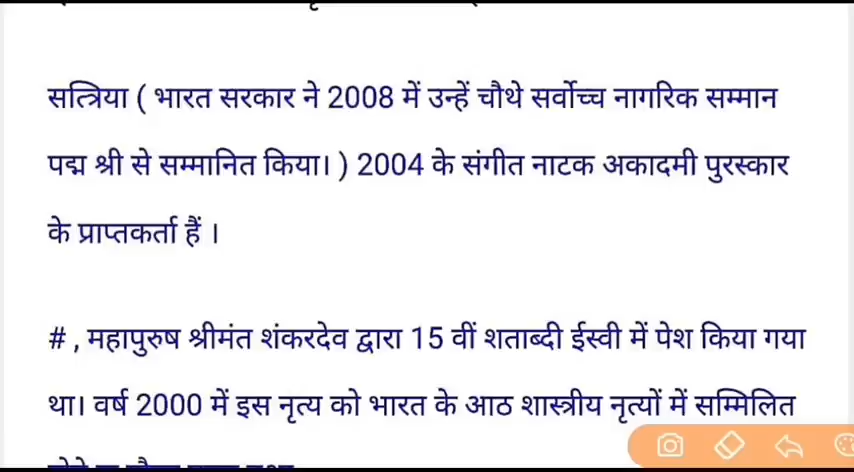 सत्त्रिया ( भारत सरकार ने 2008 में उन्हें चौथे सर्वोच्च नागरिक सम्मान
पद्म श्री से सम्मानित किया। ) 2004 के संगीत नाटक अकादमी पुरस्कार
के प्राप्तकर्ता हैं ।
# , महापुरुष श्रीमंत शंकरदेव द्वारा 15 वीं शताब्दी ईस्वी में पेश किया गया
था। वर्ष 2000 में इस नृत्य को भारत के आठ शास्त्रीय नृत्यों में सम्मिलित